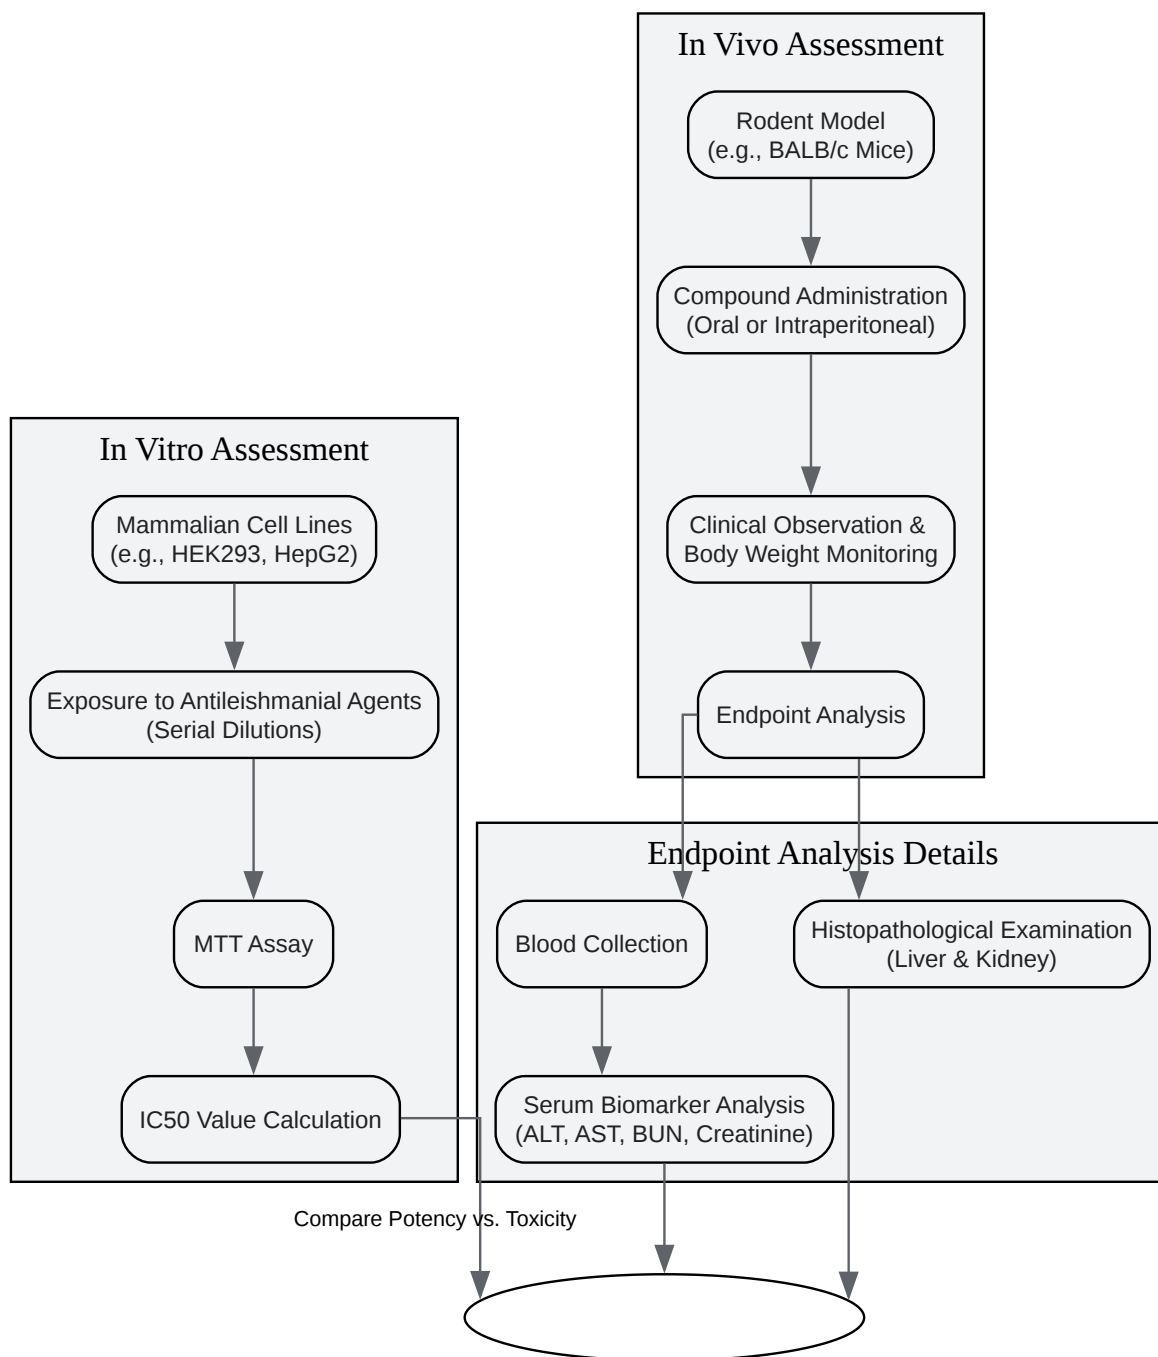 In Vivo Assessment
Rodent Model
(e.g., BALB/c Mice)
Compound Administration
(Oral or Intraperitoneal)
Clinical Observation &
Body Weight Monitoring
Endpoint Analysis
In Vitro Assessment
Mammalian Cell Lines
(e.g., HEK293, HepG2)
Exposure to Antileishmanial Agents
(Serial Dilutions)
MTT Assay
IC50 Value Calculation
Endpoint Analysis Details
Blood Collection
Histopathological Examination
(Liver & Kidney)
Serum Biomarker Analysis
(ALT, AST, BUN, Creatinine)
Compare Potency vs. Toxicity